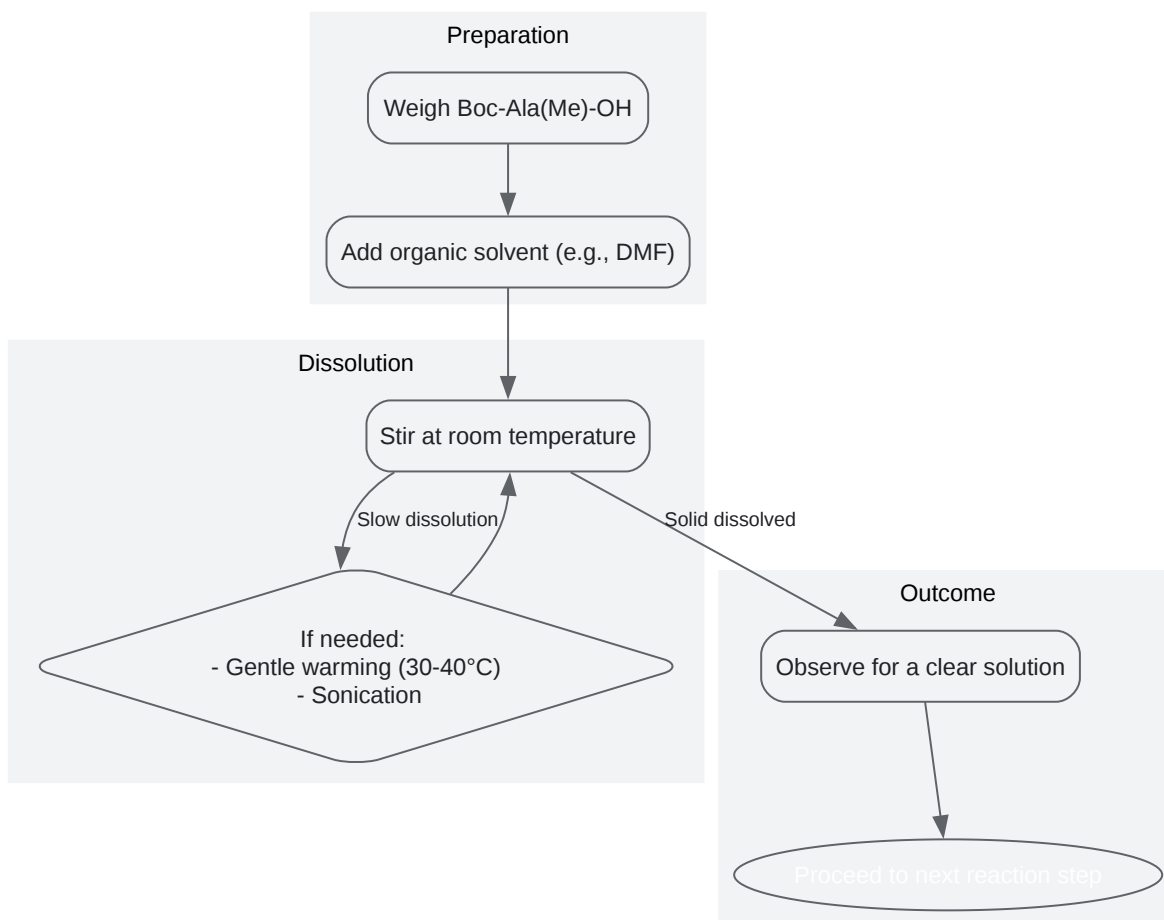 Preparation
Weigh Boc-Ala(Me)-OH
Add organic solvent (e.g., DMF)
Dissolution
Stir at room temperature
Slow dissolution
Solid dissolved
If needed:
- Gentle warming (30-40°C)
- Sonication
Outcome
Observe for a clear solution
Proceed to next reaction step